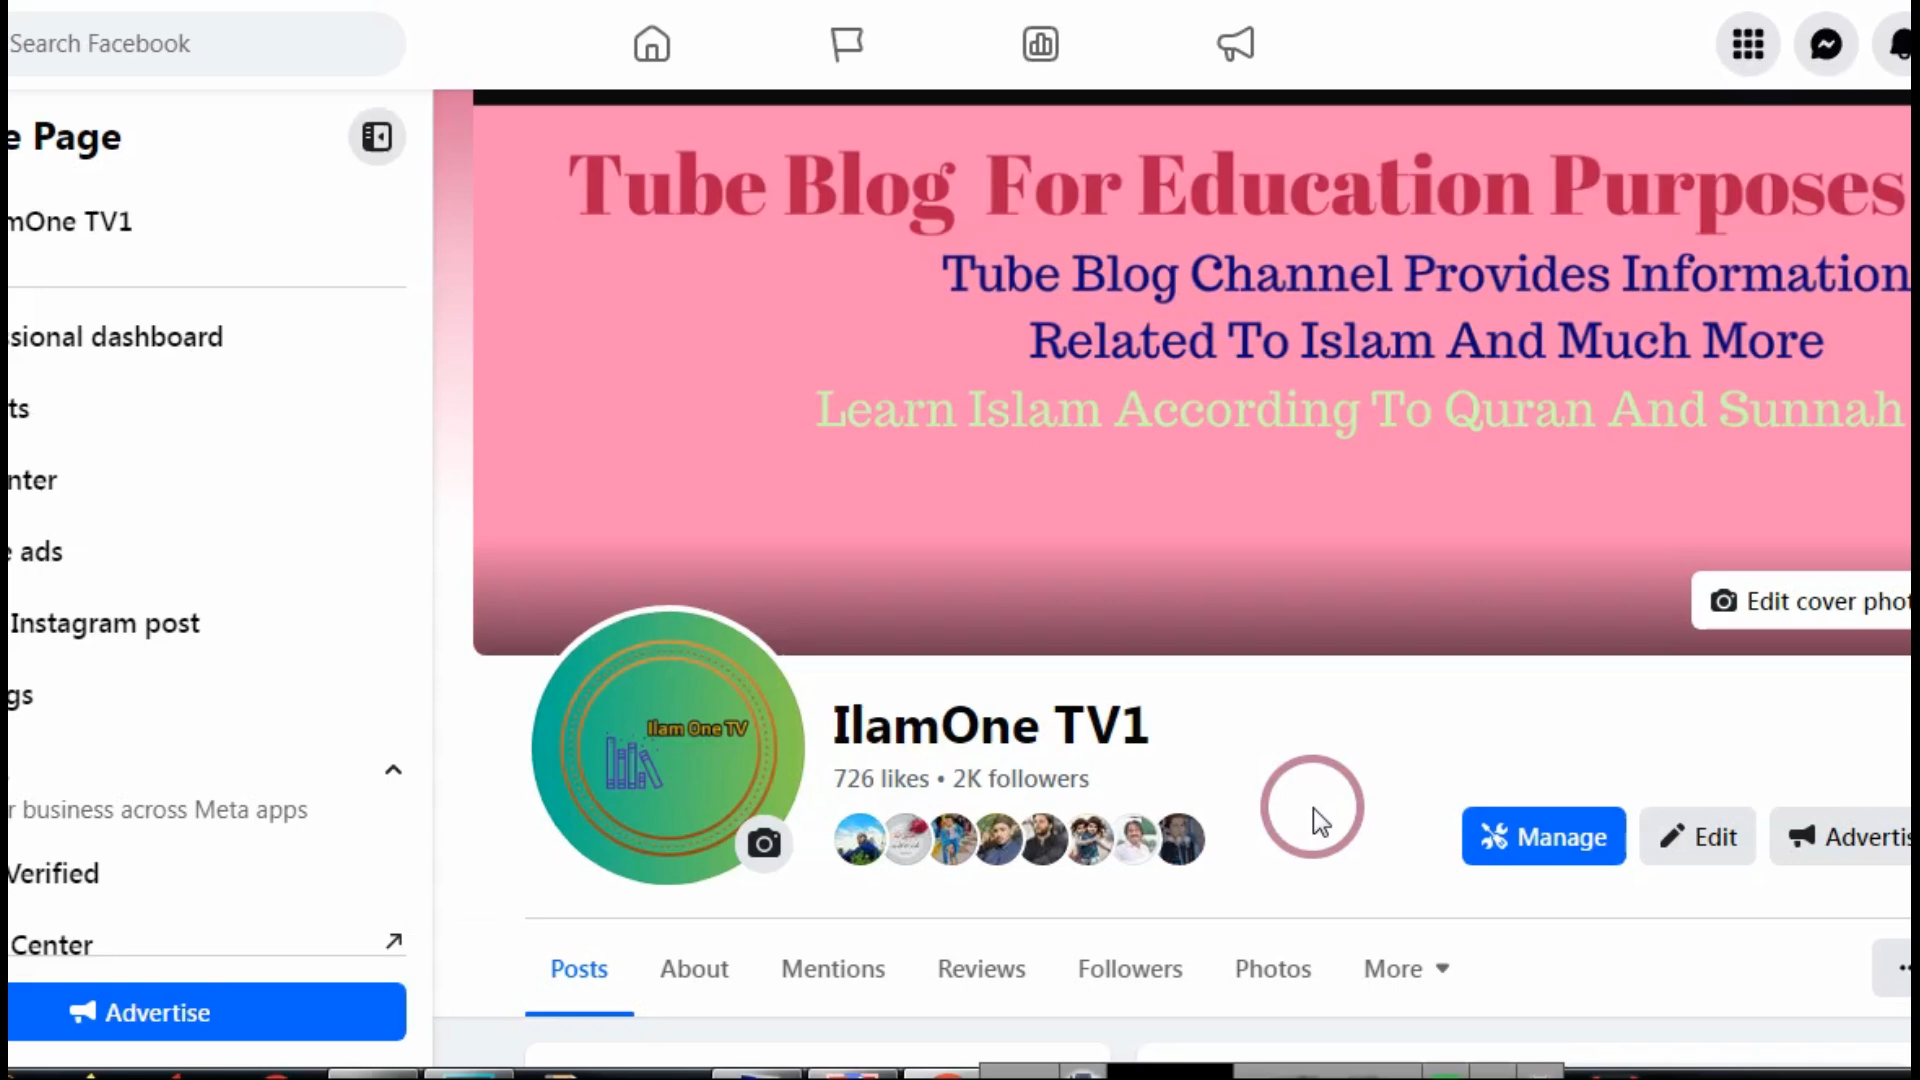 Search Facebook
e Page
mOne TV1
sional dashboard
ts
nter
e ads
Instagram post
gs
r business across Meta apps
Verified
Center
Advertise
Tube Blog For Education Purposes
Tube Blog Channel Provides Information
Related To Islam And Much More
Learn Islam According To Quran And Sunnah
Edit cover phot
Ilam One TV
IlamOne TV1
726 likes • 2K followers
Manage
Edit
Advertis
Posts
About
Mentions
Reviews
Followers
Photos
More